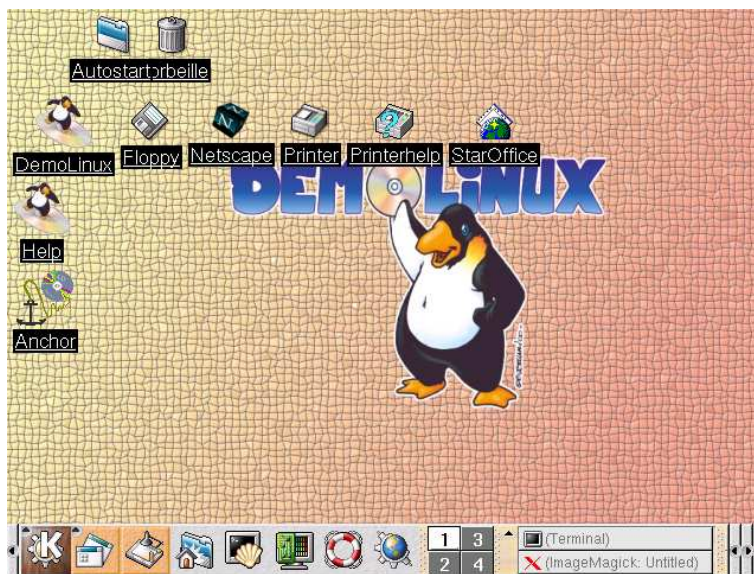 Autostart
orbeille
DemoLinux
Floppy
Netscape
Printer
Printerhelp
StarOffice
DEMOLiNUX
Help
Anchor
1 3
2 4
(Terminal)
(ImageMagick: Untitled)